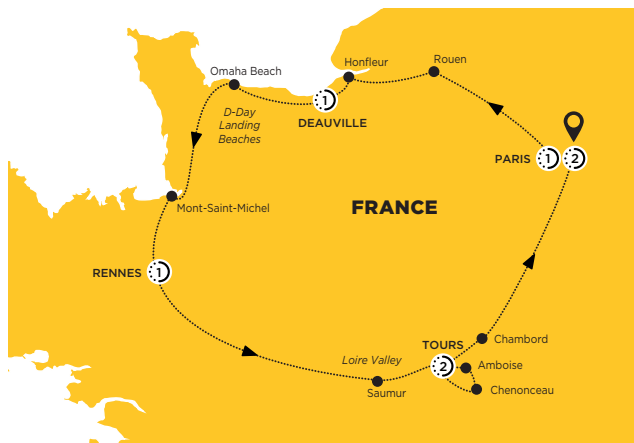 Honfleur
Rouen
Omaha Beach
1
DEAUVILLE
D-Day
Landing
Beaches
PARIS
1
2
Mont-Saint-Michel
FRANCE
RENNES
1
Chambord
TOURS
2
Loire Valley
Amboise
Saumur
Chenonceau